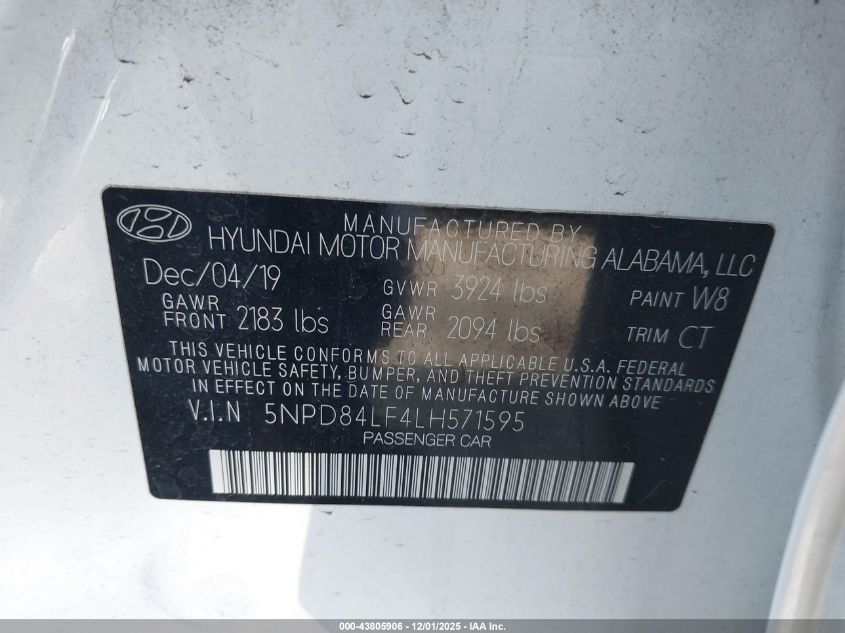 MANUFACTURED BY
HYUNDAI MOTOR MANUFACTURING ALABAMA, LLC
Dec/04/19 GVWR 3924 lbs PAINT W8
GAWR FRONT 2183 lbs GAWR REAR 2094 lbs TRIM CT
THIS VEHICLE CONFORMS TO ALL APPLICABLE U.S.A. FEDERAL
MOTOR VEHICLE SAFETY, BUMPER, AND THEFT PREVENTION STANDARDS
IN EFFECT ON THE DATE OF MANUFACTURE SHOWN ABOVE
V.I.N 5NPD84LF4LH571595
PASSENGER CAR
000-43805906 - 12/01/2025 - IAA Inc.